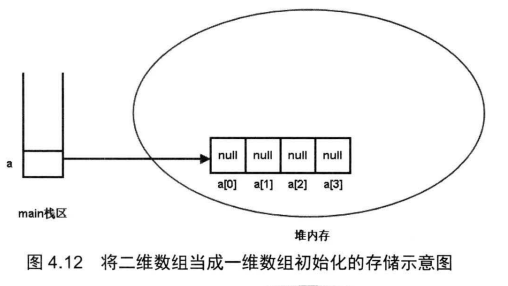 null null null null
a
a[0] a[1] a[2] a[3]
main栈区
堆内存
图 4.12 将二维数组当成一维数组初始化的存储示意图